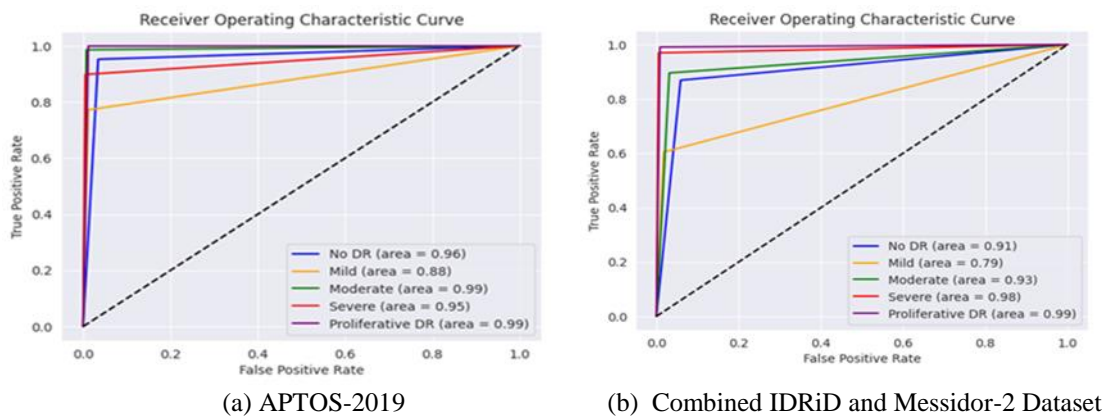 Receiver Operating Characteristic Curve
True Positive Rate
1.0
0.8
0.6
0.4
0.2
0.0
No DR (area = 0.96)
Mild (area = 0.88)
Moderate (area = 0.99)
Severe (area = 0.95)
Proliferative DR (area = 0.99)
0.0 0.2 0.4 0.6 0.8 1.0
False Positive Rate
(a) APTOS-2019
Receiver Operating Characteristic Curve
True Positive Rate
1.0
0.8
0.6
0.4
0.2
0.0
No DR (area = 0.91)
Mild (area = 0.79)
Moderate (area = 0.93)
Severe (area = 0.98)
Proliferative DR (area = 0.99)
0.0 0.2 0.4 0.6 0.8 1.0
False Positive Rate
(b) Combined IDRiD and Messidor-2 Dataset